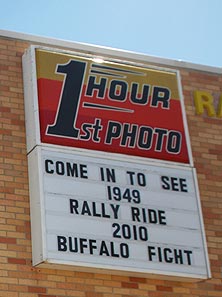 1 HOUR
1st PHOTO
COME IN TO SEE
1949
RALLY RIDE
2010
BUFFALO FIGHT